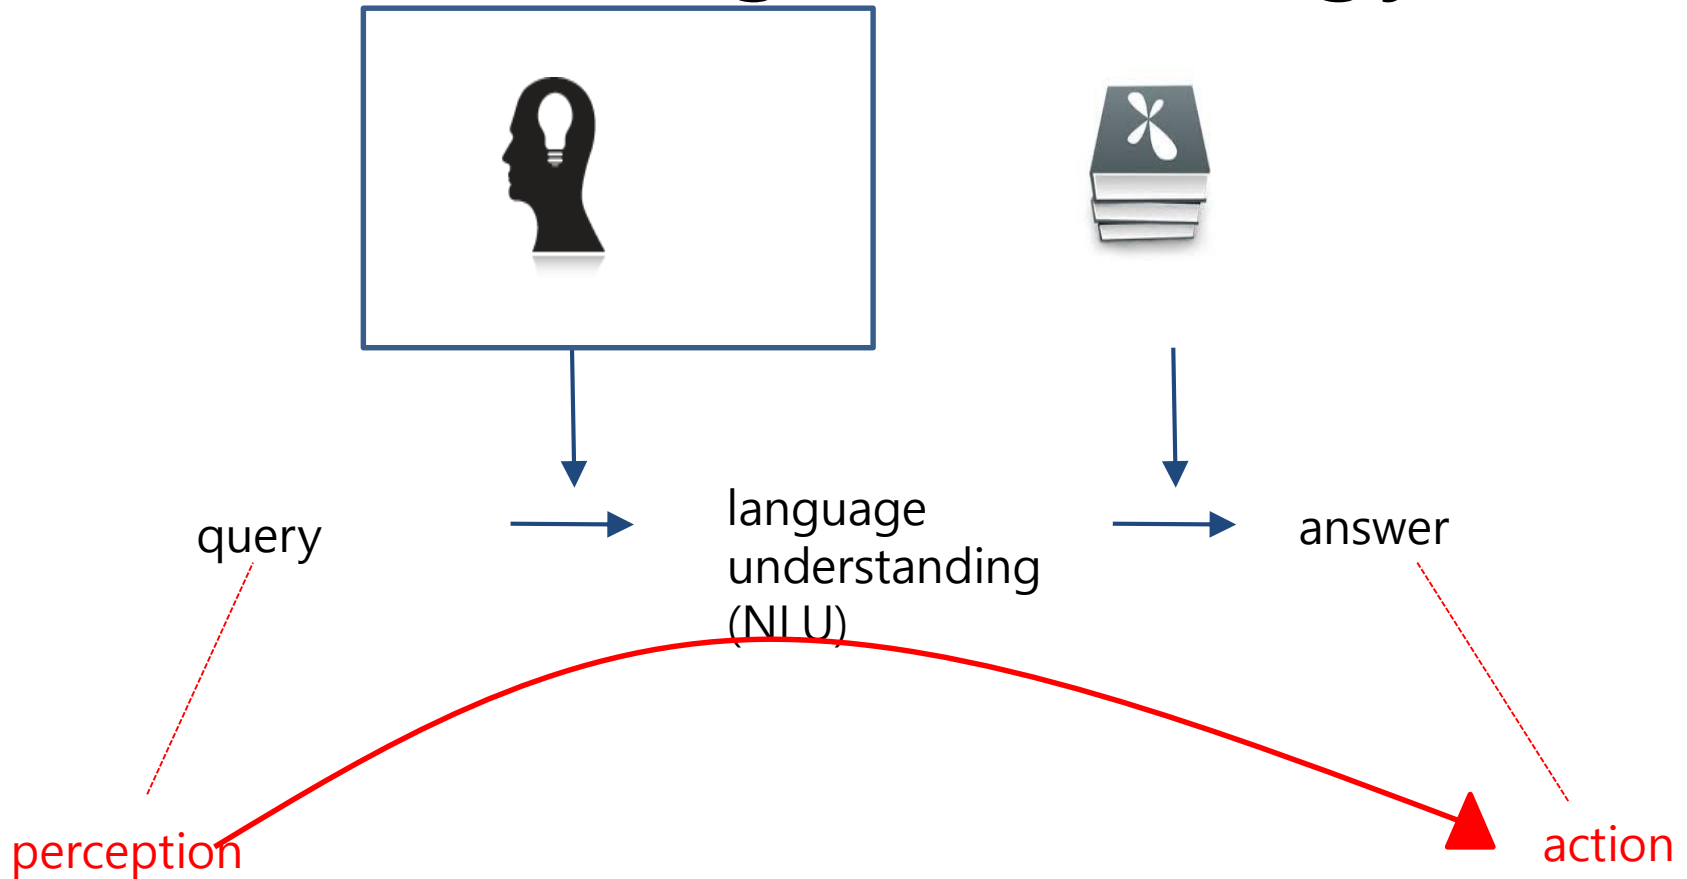 query
language
understanding
(NLU)
answer
perception
action